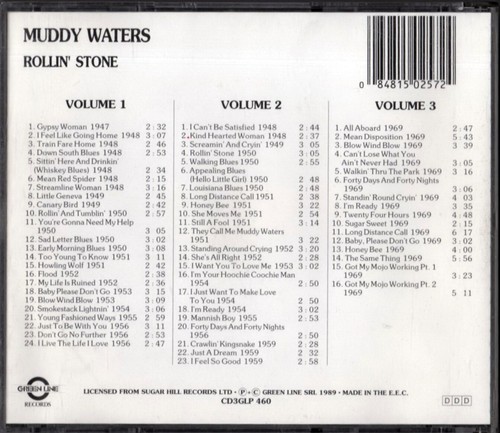 MUDDY WATERS
ROLLIN' STONE
0 84815 02572
VOLUME 1
1. Gypsy Woman 1947 2 : 32
2. I Feel Like Going Home 1948 3 : 07
3. Train Fare Home 1948 2 : 46
4. Down South Blues 1948 2 : 53
5. Sittin' Here And Drinkin'
(Whiskey Blues) 1948 2 : 34
6. Mean Red Spider 1948 2 : 15
7. Streamline Woman 1948 3 : 16
8. Little Geneva 1949 2 : 45
9. Canary Bird 1949 2 : 42
10. Rollin' And Tumblin' 1950 2 : 57
11. You're Gonna Need My Help
1950 3 : 05
12. Sad Letter Blues 1950 3 : 02
13. Early Morning Blues 1950 3 : 08
14. Too Young To Know 1951 3 : 11
15. Howling Wolf 1951 2 : 42
16. Flood 1952 2 : 38
17. My Life Is Ruined 1952 2 : 36
18. Baby Please Don't Go 1953 3 : 15
19. Blow Wind Blow 1953 3 : 09
20. Smokestack Lightnin' 1954 3 : 04
21. Young Fashioned Ways 1955 2 : 59
22. Just To Be With You 1956 3 : 11
23. Don't Go No Further 1956 2 : 53
24. I Live The Life I Love 1956 2 : 47
VOLUME 2
1. I Can't Be Satisfied 1948 2 : 44
2. Kind Hearted Woman 1948 2 : 37
3. Screamin' And Cryin' 1949 3 : 05
4. Rollin' Stone 1950 3 : 05
5. Walking Blues 1950 2 : 55
6. Appealing Blues
(Hello Little Girl) 1950 2 : 48
7. Louisiana Blues 1950 2 : 48
8. Long Distance Call 1951 2 : 38
9. Honey Bee 1951 3 : 22
10. She Moves Me 1951 2 : 54
11. Still A Fool 1951 3 : 14
12. They Call Me Muddy Waters
1951 3 : 22
13. Standing Around Crying 1952 3 : 20
14. She's All Right 1953 2 : 28
15. I Want You To Love Me 1953 3 : 02
16. I'm Your Hoochie Coochie Man
1954 2 : 50
17. I Just Want To Make Love
To You 1954 2 : 50
18. I'm Ready 1954 3 : 02
19. Mannish Boy 1955 2 : 53
20. Forty Days And Forty Nights
1956 2 : 50
21. Crawlin' Kingsnake 1959 2 : 28
22. Just A Dream 1959 2 : 30
23. I Feel So Good 1959 2 : 58
VOLUME 3
1. All Aboard 1969 2 : 47
2. Mean Disposition 1969 5 : 43
3. Blow Wind Blow 1969 3 : 39
4. Can't Lose What You
Ain't Never Had 1969 3 : 05
5. Walkin' Thru The Park 1969 3 : 16
6. Forty Days And Forty Nights
1969 3 : 06
7. Standin' Round Cryin' 1969 4 : 03
8. I'm Ready 1969 3 : 35
9. Twenty Four Hours 1969 4 : 48
10. Sugar Sweet 1969 2 : 15
11. Long Distance Call 1969 6 : 17
12. Baby, Please Don't Go 1969 3 : 02
13. Honey Bee 1969 4 : 00
14. The Same Thing 1969 5 : 56
15. Got My Mojo Working Pt. 1
1969 3 : 23
16. Got My Mojo Working Pt. 2
1969 5 : 11
GREEN LINE
RECORDS
LICENSED FROM SUGAR HILL RECORDS LTD • ℗ + © GREEN LINE SRL 1989 • MADE IN THE E.E.C.
CD3GLP 460
DDD